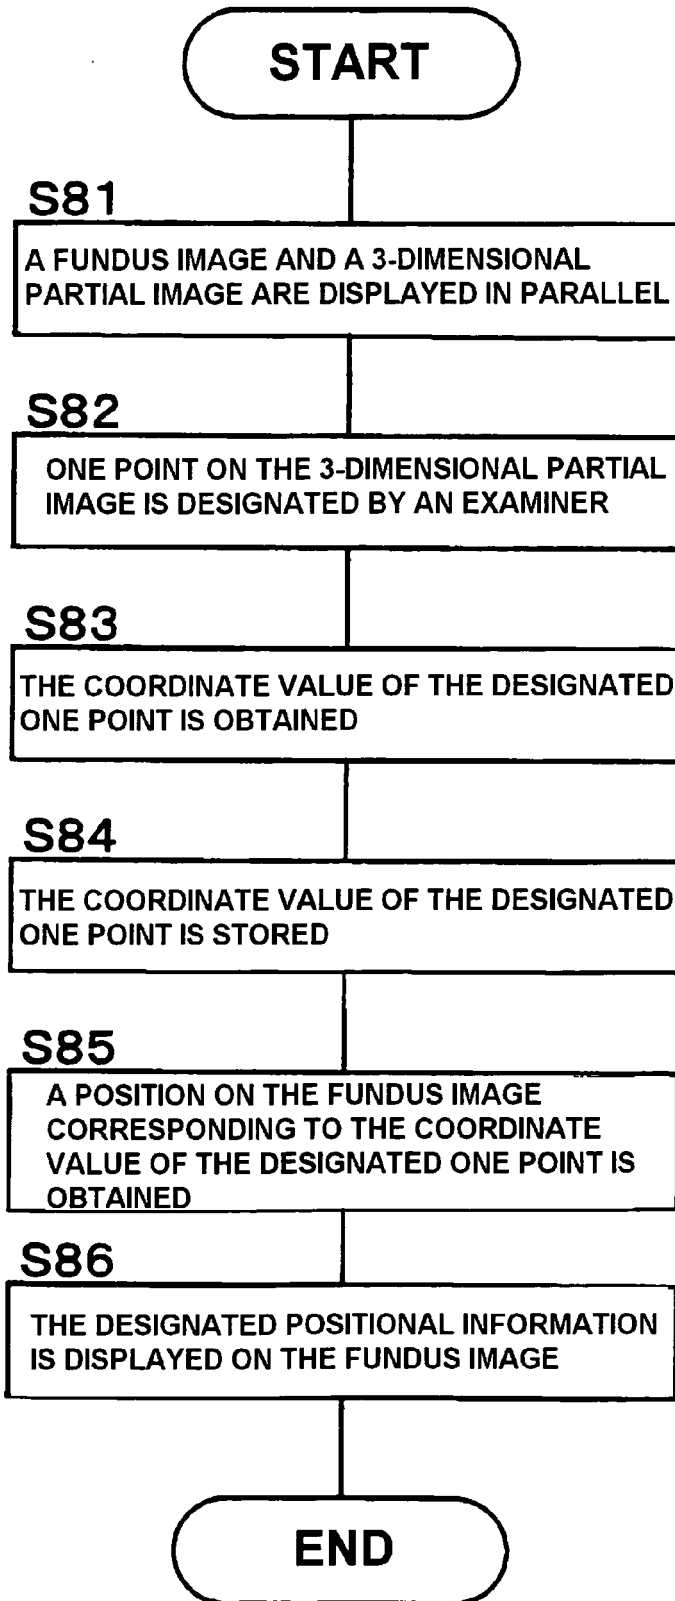 START
S81
A FUNDUS IMAGE AND A 3-DIMENSIONAL
PARTIAL IMAGE ARE DISPLAYED IN PARALLEL
S82
ONE POINT ON THE 3-DIMENSIONAL PARTIAL
IMAGE IS DESIGNATED BY AN EXAMINER
S83
THE COORDINATE VALUE OF THE DESIGNATED
ONE POINT IS OBTAINED
S84
THE COORDINATE VALUE OF THE DESIGNATED
ONE POINT IS STORED
S85
A POSITION ON THE FUNDUS IMAGE
CORRESPONDING TO THE COORDINATE
VALUE OF THE DESIGNATED ONE POINT IS
OBTAINED
S86
THE DESIGNATED POSITIONAL INFORMATION
IS DISPLAYED ON THE FUNDUS IMAGE
END